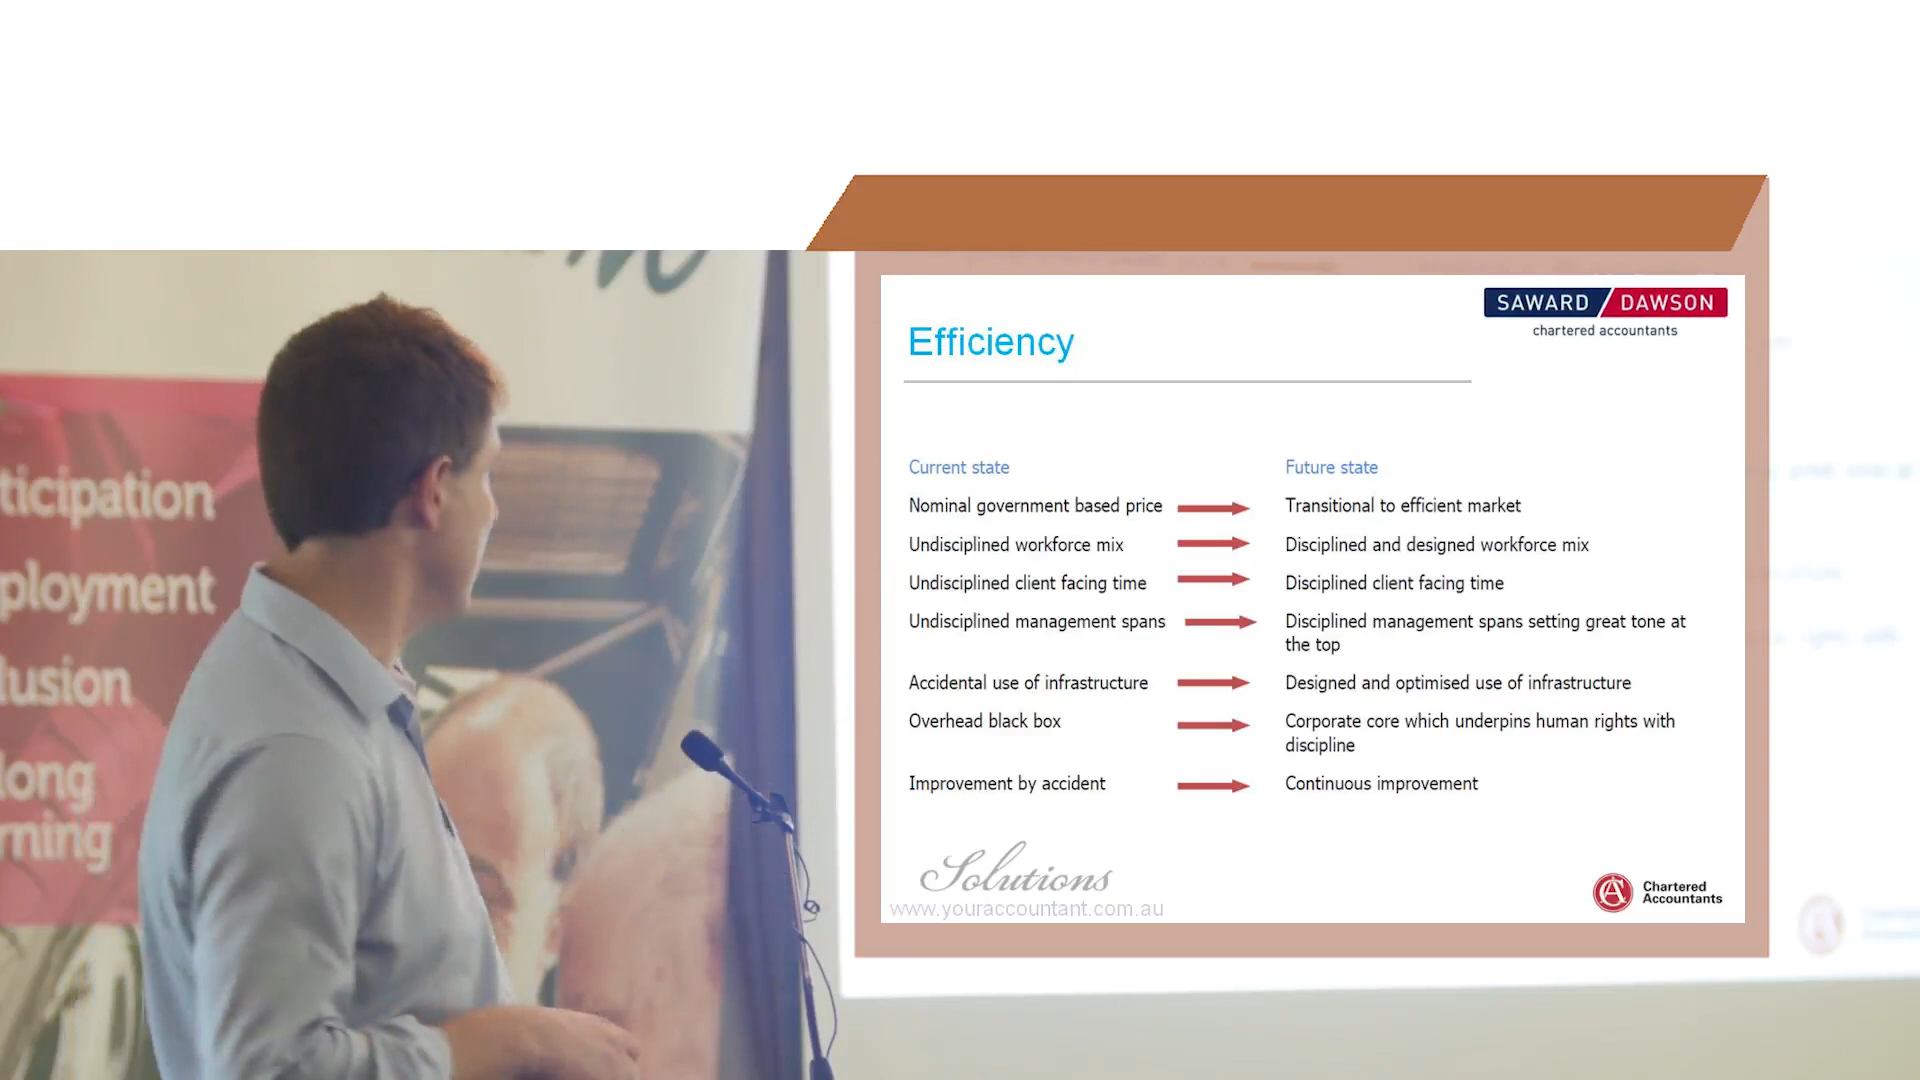 ticipation
ployment
lusion
long
rning
SAWARD DAWSON
chartered accountants
Efficiency
Current state Future state
Nominal government based price Transitional to efficient market
Undisciplined workforce mix Disciplined and designed workforce mix
Undisciplined client facing time Disciplined client facing time
Undisciplined management spans Disciplined management spans setting great tone at
the top
Accidental use of infrastructure Designed and optimised use of infrastructure
Overhead black box Corporate core which underpins human rights with
discipline
Improvement by accident Continuous improvement
Solutions
www.youraccountant.com.au
CA Chartered
Accountants